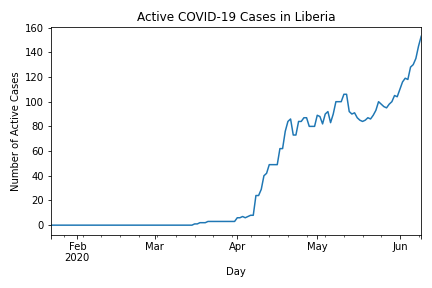 Active COVID-19 Cases in Liberia
Number of Active Cases
160
140
120
100
80
60
40
20
0
Feb Mar Apr May Jun
2020
Day